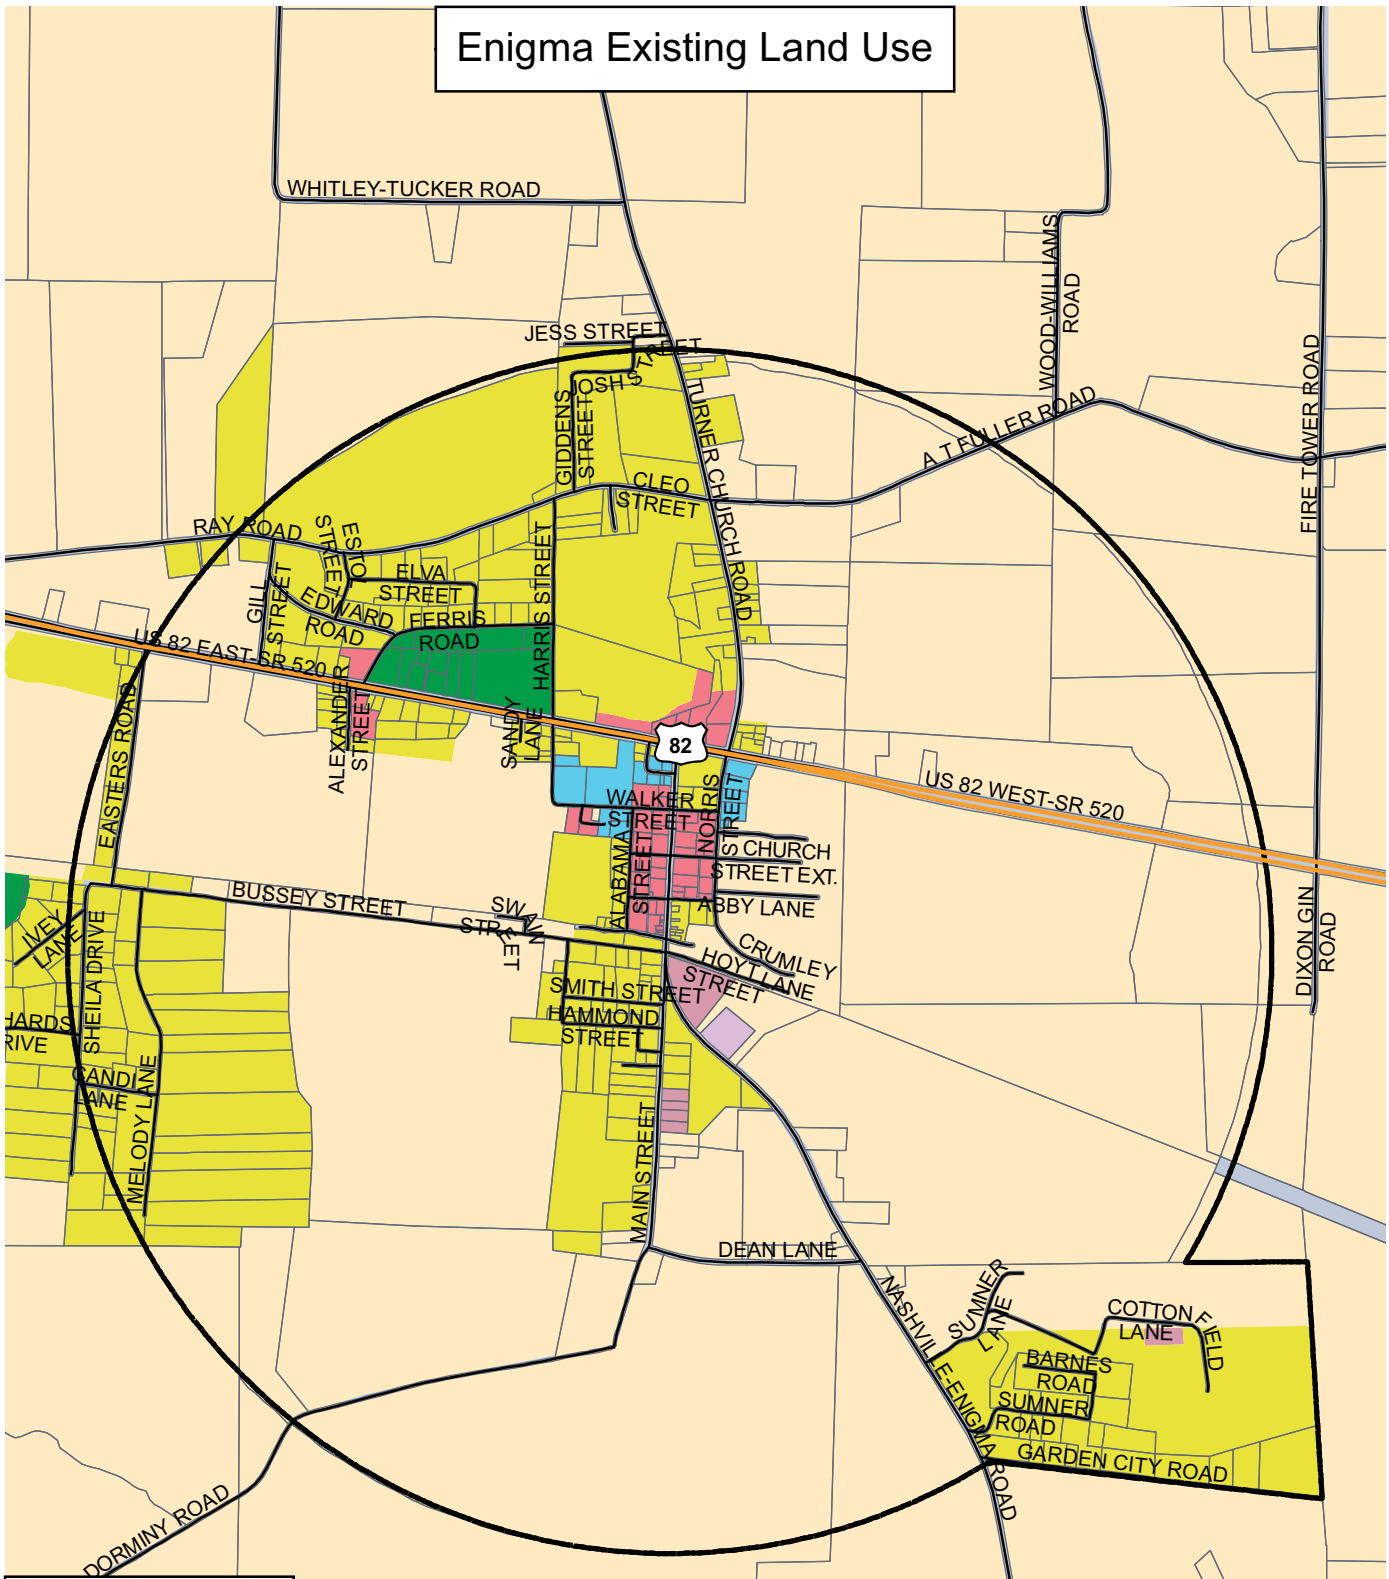 Enigma Existing Land Use
WHITLEY-TUCKER ROAD
WOOD-WILLIAMS
ROAD
JESS STREET
JOSH STREET
GIDDENS
STREET
TURNER CHURCH ROAD
A T FULLER ROAD
FIRE TOWER ROAD
CLEO
STREET
RAY ROAD
ESTOL
STREET
ELVA
STREET
GILL
STREET
EDWARD
ROAD
FERRIS
ROAD
HARRIS STREET
US 82 EAST-SR 520
ALEXANDER
STREET
SANDY
LANE
EASTERS ROAD
82
US 82 WEST-SR 520
WALKER
STREET
NORRIS
STREET
ALABAMA
STREET
CHURCH
STREET EXT.
ABBY LANE
BUSSEY STREET
SWAIN
STREET
CRUMLEY
LANE
HOYT
STREET
DIXON GIN
ROAD
IVEY
LANE
SHEILA DRIVE
SMITH STREET
HAMMOND
STREET
HARDS
RIVE
CANDI
LANE
MELODY LANE
MAIN STREET
DEAN LANE
NASHVILLE-ENIGMA ROAD
SUMNER
LANE
COTTON FIELD
LANE
BARNES
ROAD
SUMNER
ROAD
GARDEN CITY ROAD
DORMINY ROAD